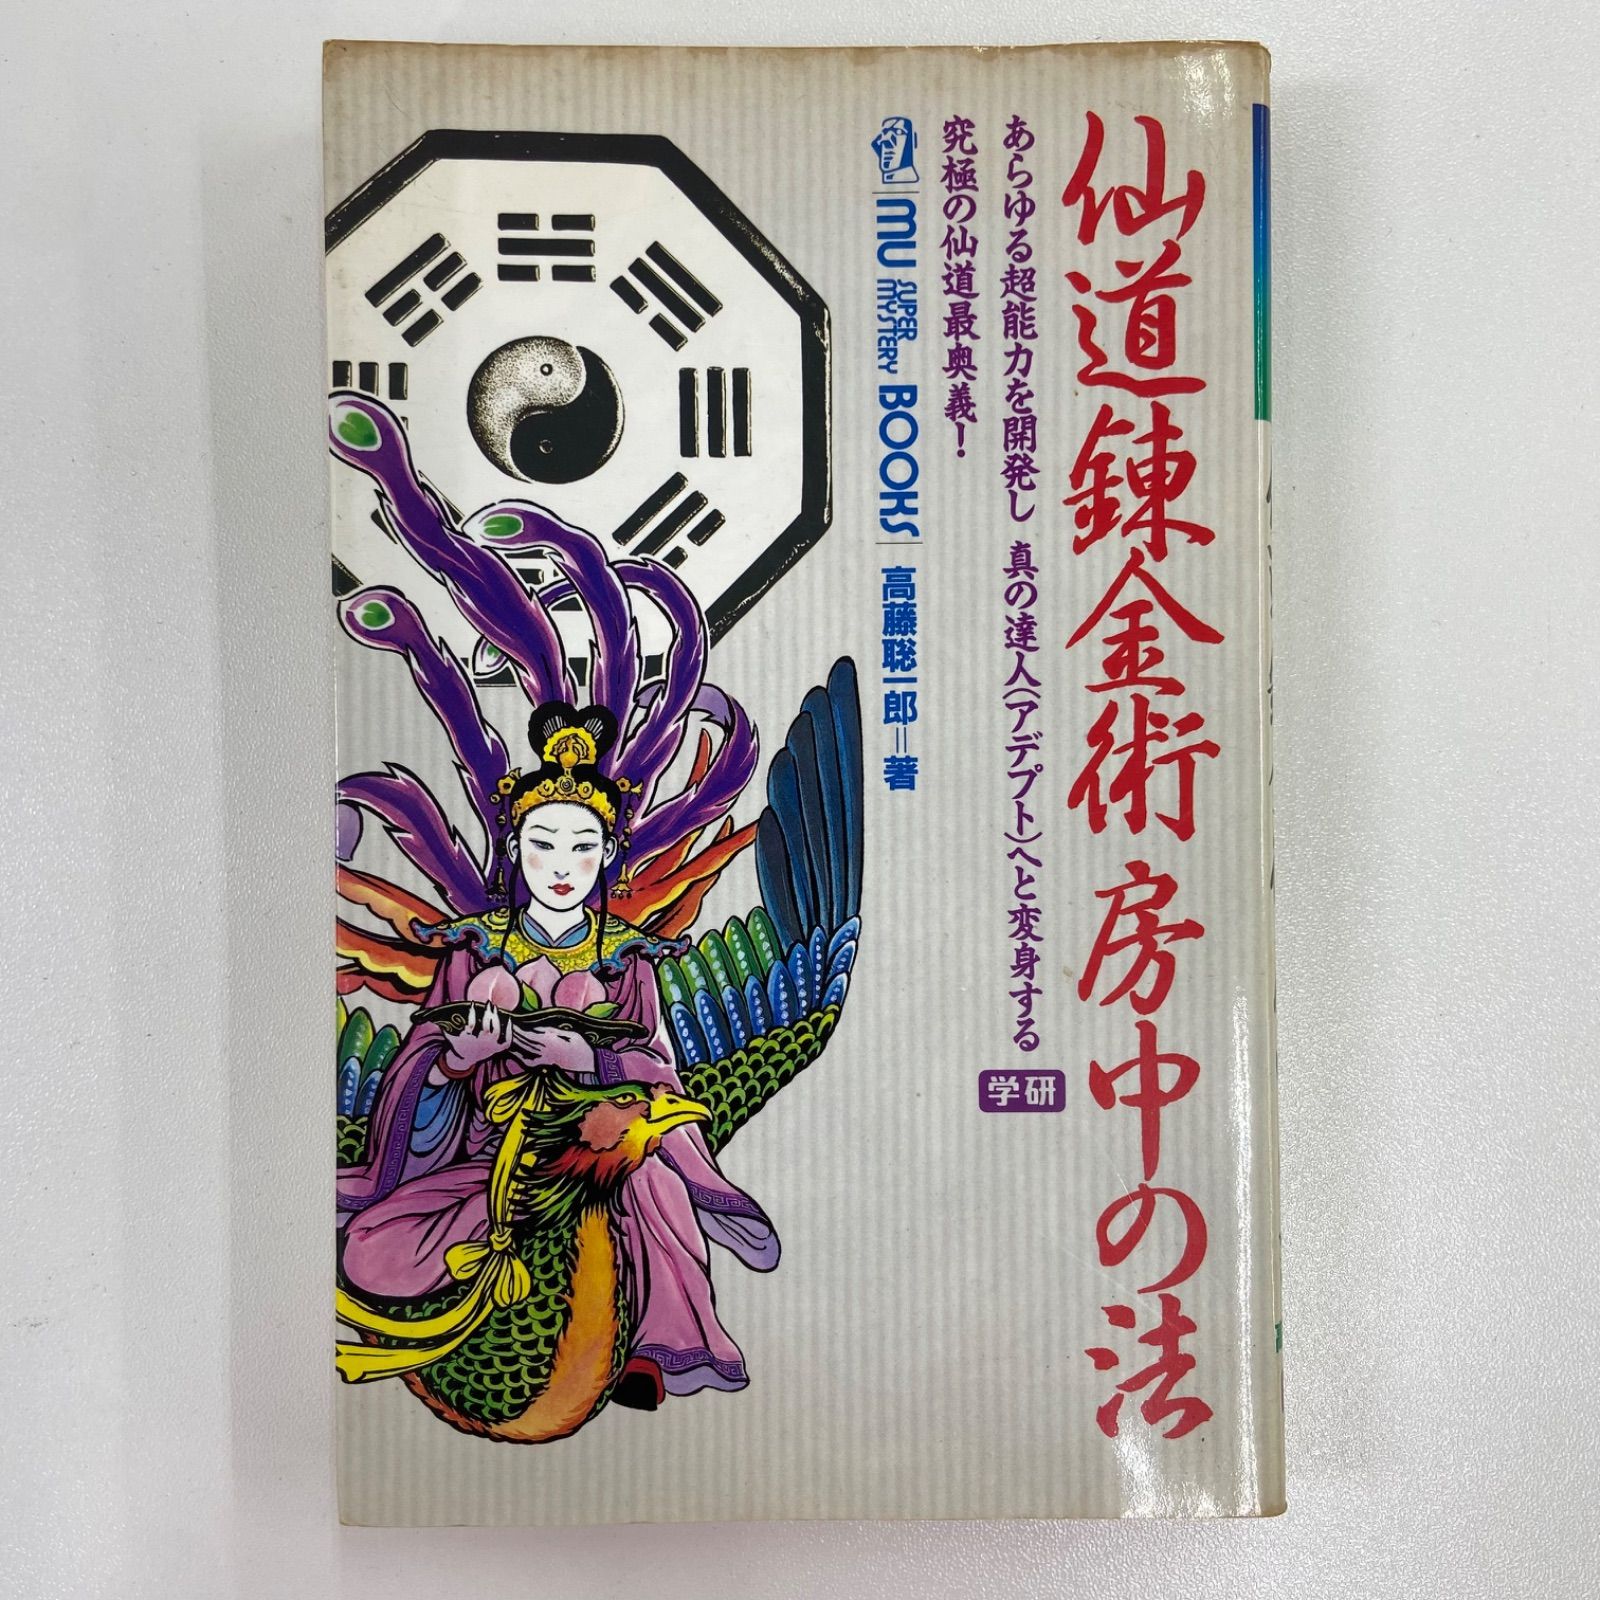 仙道錬金術 房中の法
あらゆる超能力を開発し 真の達人(アデプト)へと変身する
究極の仙道最奥義!
MU SUPER MYSTERY BOOKS
高藤聡一郎=著
学研